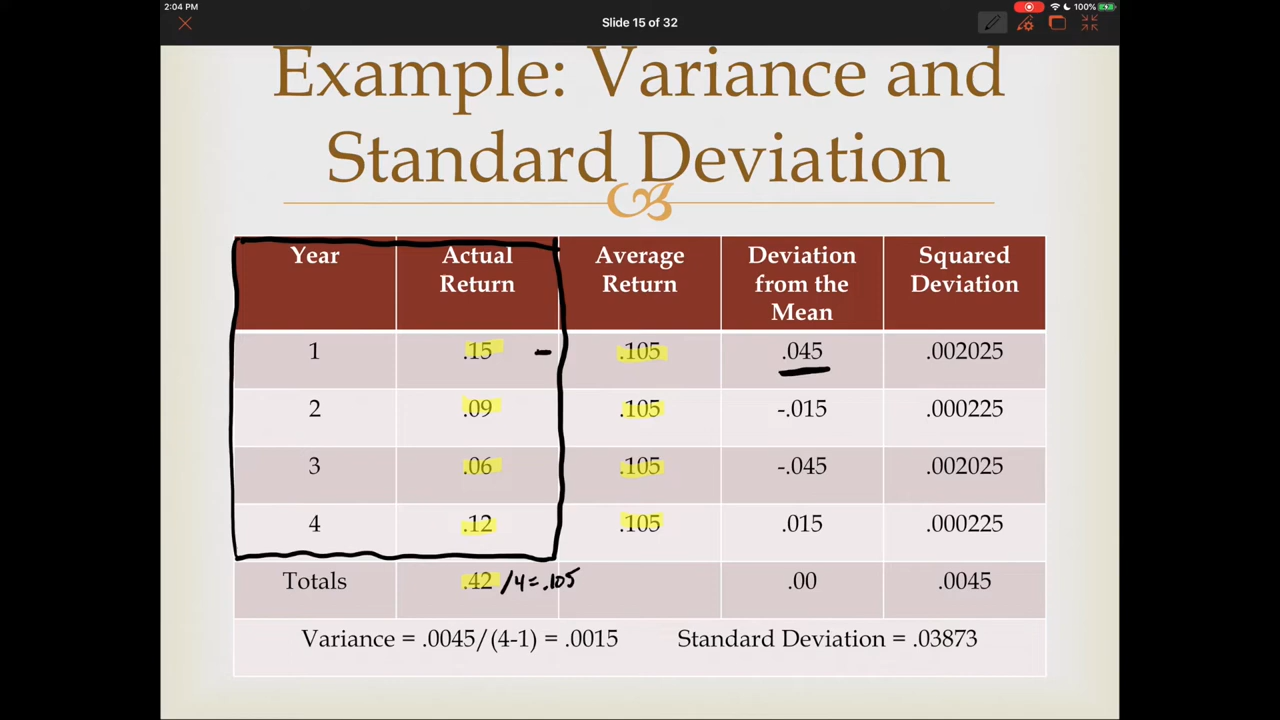 2:04 PM
100%
Slide 15 of 32
Example: Variance and
Standard Deviation
Year Actual Return Average Return Deviation from the Mean Squared Deviation
1 .15 - .105 .045 .002025
2 .09 .105 -.015 .000225
3 .06 .105 -.045 .002025
4 .12 .105 .015 .000225
Totals .42 /4=.105 .00 .0045
Variance = .0045/(4-1) = .0015 Standard Deviation = .03873